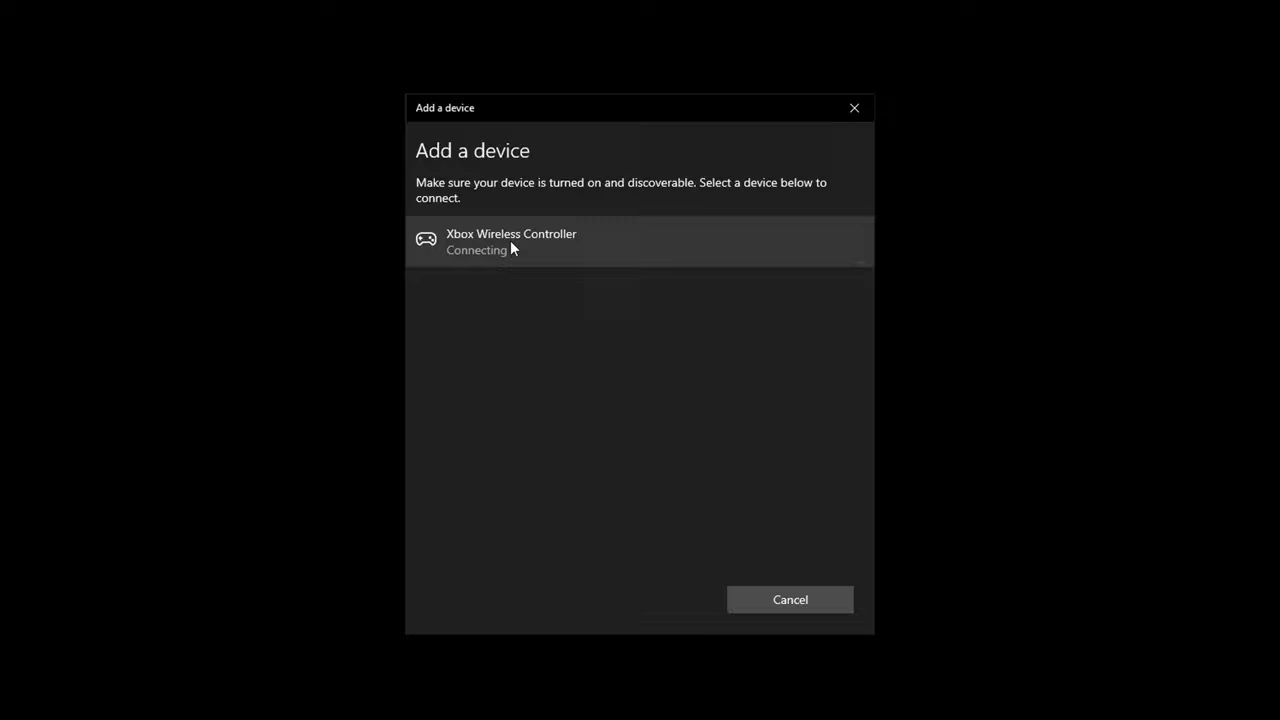 Add a device
Add a device
Make sure your device is turned on and discoverable. Select a device below to
connect.
Xbox Wireless Controller
Connecting
Cancel